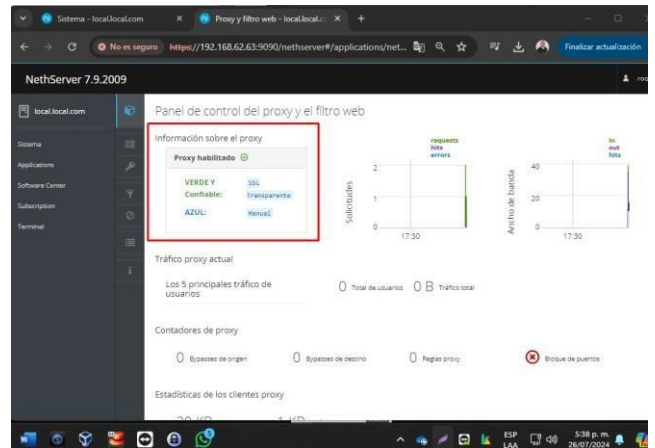 Sistema - local.local.com
Proxy y filtro web - local.local.c
No es seguro
https://192.168.62.63:9090/nethserver#/applications/net...
Finalizar actualización
NethServer 7.9.2009
local.local.com
Sistema
Applications
Software Center
Subscription
Terminal
Panel de control del proxy y el filtro web
Información sobre el proxy
Proxy habilitado
VERDE Y Confiable:
SSL transparente
AZUL:
Manual
requests
hits
errors
Solicitudes
2
1
0
17:30
in
out
hits
Ancho de banda
40
20
0
17:30
Tráfico proxy actual
Los 5 principales tráfico de
usuarios
0 Total de usuarios
0 B Tráfico total
Contadores de proxy
0 Bypasses de origen
0 Bypasses de destino
0 Reglas proxy
Bloque de puertos
Estadísticas de los clientes proxy
ESP
LAA
5:38 p. m.
26/07/2024